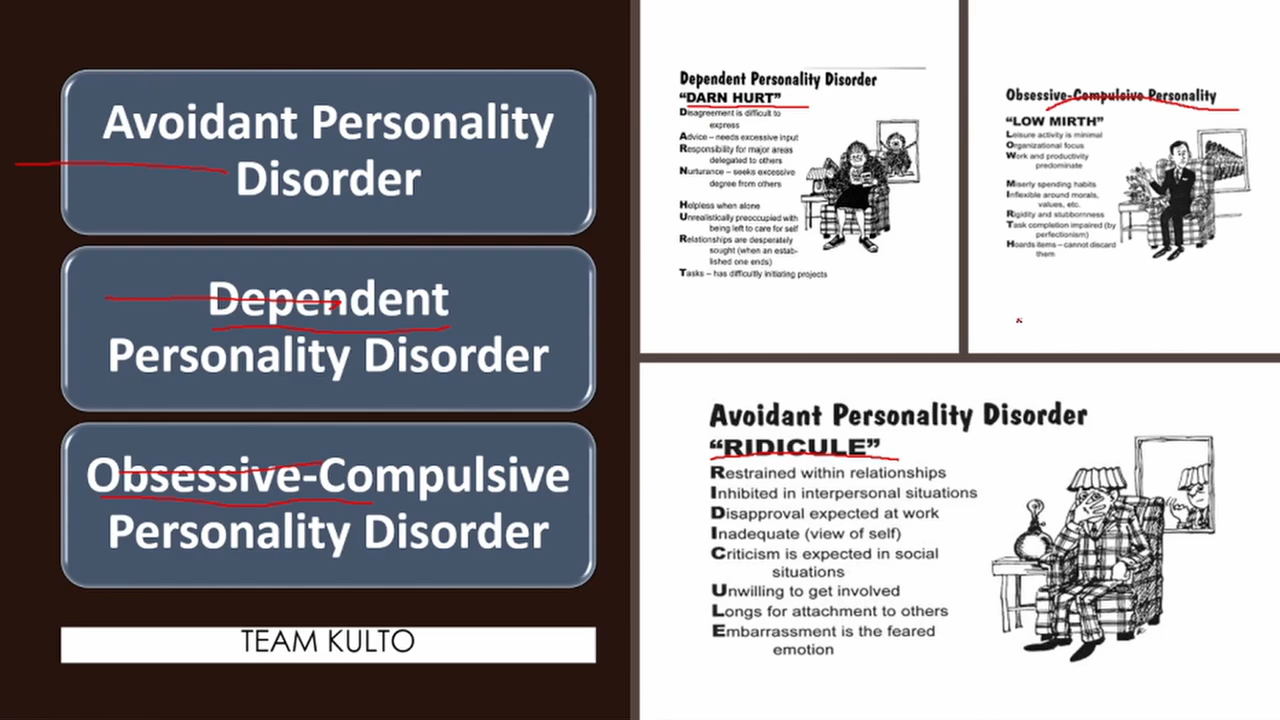 Avoidant Personality
Disorder
Dependent
Personality Disorder
Obsessive-Compulsive
Personality Disorder
TEAM KULTO
Dependent Personality Disorder
“DARN HURT”
Disagreement is difficult to
express
Advice – needs excessive input
Responsibility for major areas
delegated to others
Nurturance – seeks excessive
degree from others
Helpless when alone
Unrealistically preoccupied with
being left to care for self
Relationships are desperately
sought (when an estab-
lished one ends)
Tasks – has difficultly initiating projects
Obsessive-Compulsive Personality
“LOW MIRTH”
Leisure activity is minimal
Organizational focus
Work and productivity
predominate
Miserly spending habits
Inflexible around morals,
values, etc.
Rigidity and stubbornness
Task completion impaired (by
perfectionism)
Hoards items – cannot discard
them
Avoidant Personality Disorder
“RIDICULE”
Restrained within relationships
Inhibited in interpersonal situations
Disapproval expected at work
Inadequate (view of self)
Criticism is expected in social
situations
Unwilling to get involved
Longs for attachment to others
Embarrassment is the feared
emotion